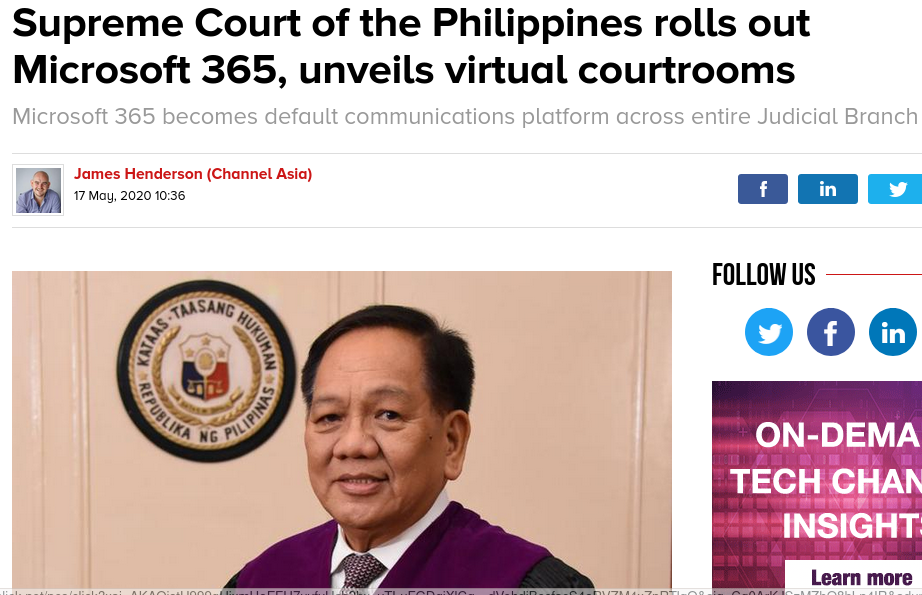 Supreme Court of the Philippines rolls out
Microsoft 365, unveils virtual courtrooms
Microsoft 365 becomes default communications platform across entire Judicial Branch
James Henderson (Channel Asia)
17 May, 2020 10:36
f
in
FOLLOW US
f
in
KATAAS-TAASANG HUKUMAN
REPUBLIKA NG PILIPINAS
ON-DEMA
TECH CHAN
INSIGHT
Learn more